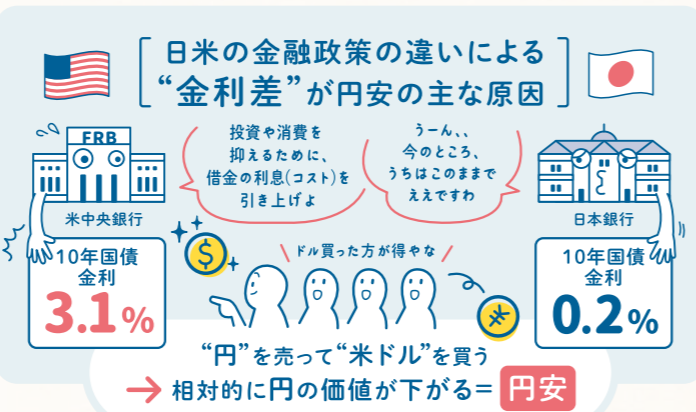 日米の金融政策の違いによる
“金利差”が円安の主な原因
FRB
米中央銀行
投資や消費を
抑えるために、
借金の利息(コスト)を
引き上げよ
うーん、、
今のところ、
うちはこのままで
ええですわ
日本銀行
10年国債
金利
3.1%
$
ドル買った方が得やな
¥
10年国債
金利
0.2%
“円”を売って“米ドル”を買う
→相対的に円の価値が下がる=円安